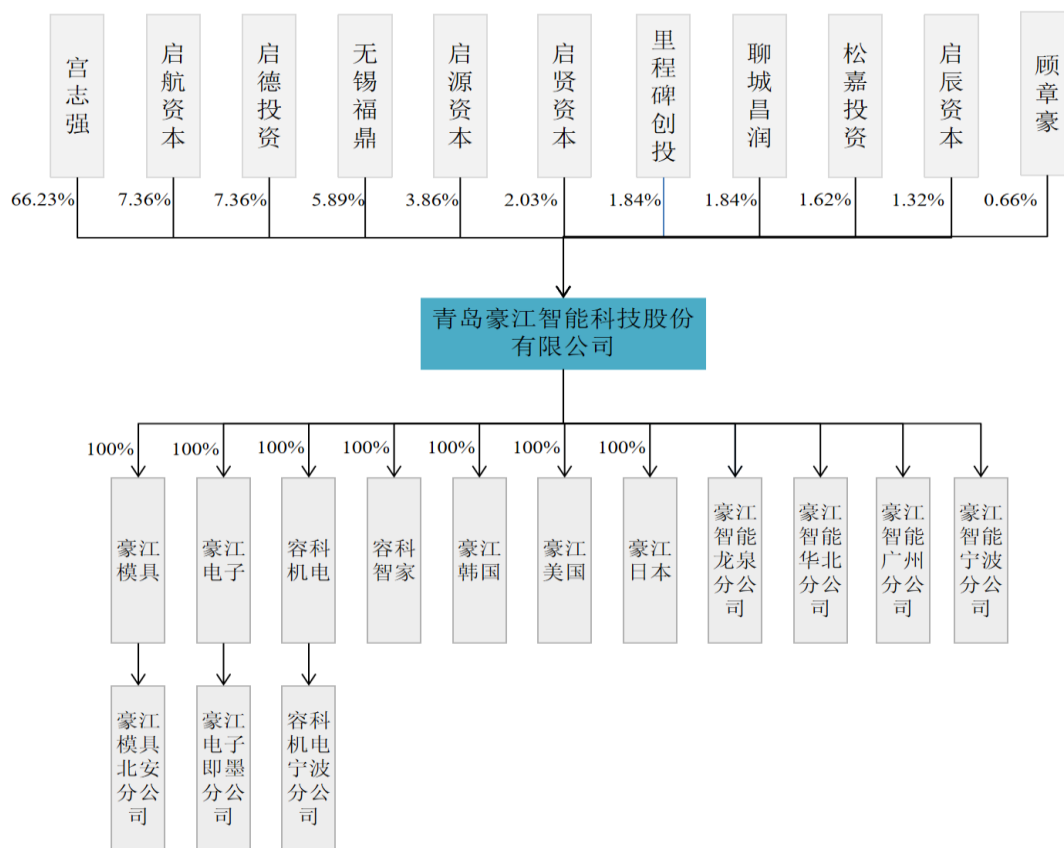 宫志强
启航资本
启德投资
无锡福鼎
启源资本
启贤资本
里程碑创投
聊城昌润
松嘉投资
启辰资本
顾章豪
66.23%
7.36%
7.36%
5.89%
3.86%
2.03%
1.84%
1.84%
1.62%
1.32%
0.66%
青岛豪江智能科技股份
有限公司
100%
100%
100%
100%
100%
100%
100%
豪江
模具
豪江
电子
容科
机电
容科
智家
豪江
韩国
豪江
美国
豪江
日本
豪江
智能
龙泉
分公
司
豪江
智能
华北
分公
司
豪江
智能
广州
分公
司
豪江
智能
宁波
分公
司
豪江
模具
北安
分公
司
豪江
电子
即墨
分公
司
容科
机电
宁波
分公
司